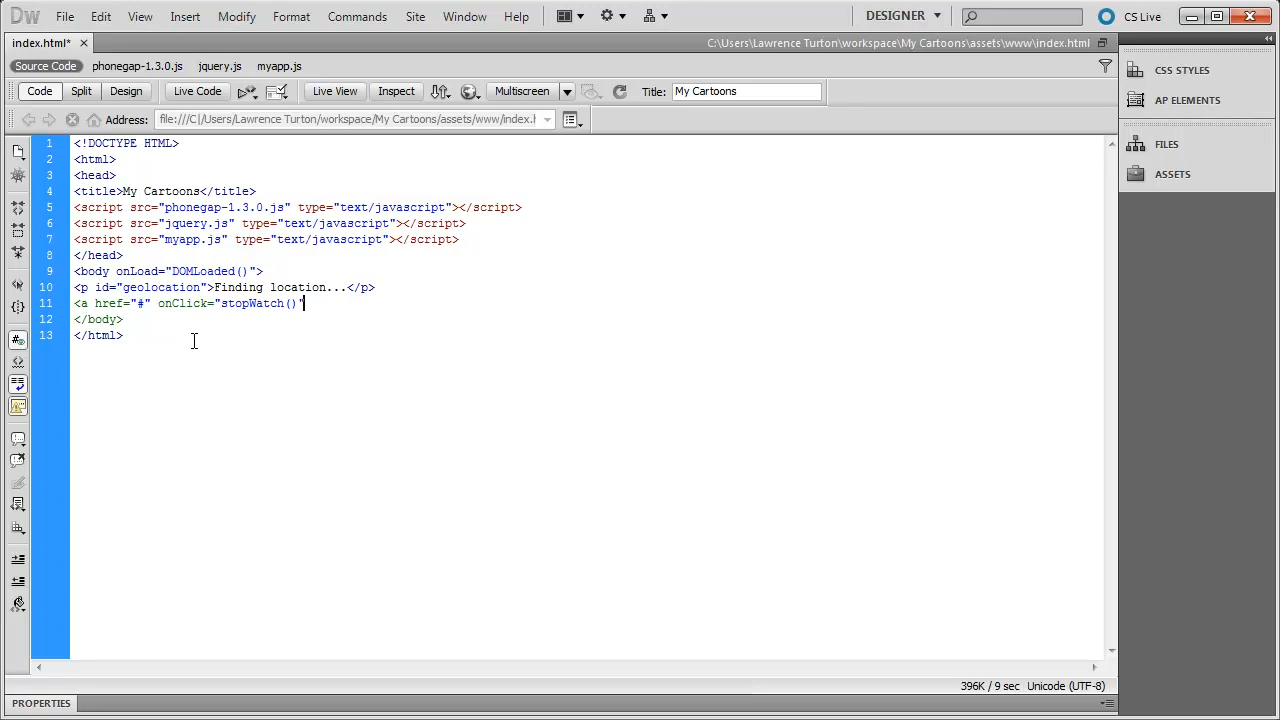 Dw File Edit View Insert Modify Format Commands Site Window Help DESIGNER CS Live
index.html* C:\Users\Lawrence Turton\workspace\My Cartoons\assets\www\index.html
Source Code phonegap-1.3.0.js jquery.js myapp.js
Code Split Design Live Code Live View Inspect Multiscreen Title: My Cartoons
Address: file:///C|/Users/Lawrence Turton/workspace/My Cartoons/assets/www/index.h
1 <!DOCTYPE HTML>
2 <html>
3 <head>
4 <title>My Cartoons</title>
5 <script src="phonegap-1.3.0.js" type="text/javascript"></script>
6 <script src="jquery.js" type="text/javascript"></script>
7 <script src="myapp.js" type="text/javascript"></script>
8 </head>
9 <body onLoad="DOMLoaded()">
10 <p id="geolocation">Finding location...</p>
11 <a href="#" onClick="stopWatch()"
12 </body>
13 </html>
CSS STYLES
AP ELEMENTS
FILES
ASSETS
396K / 9 sec Unicode (UTF-8)
PROPERTIES